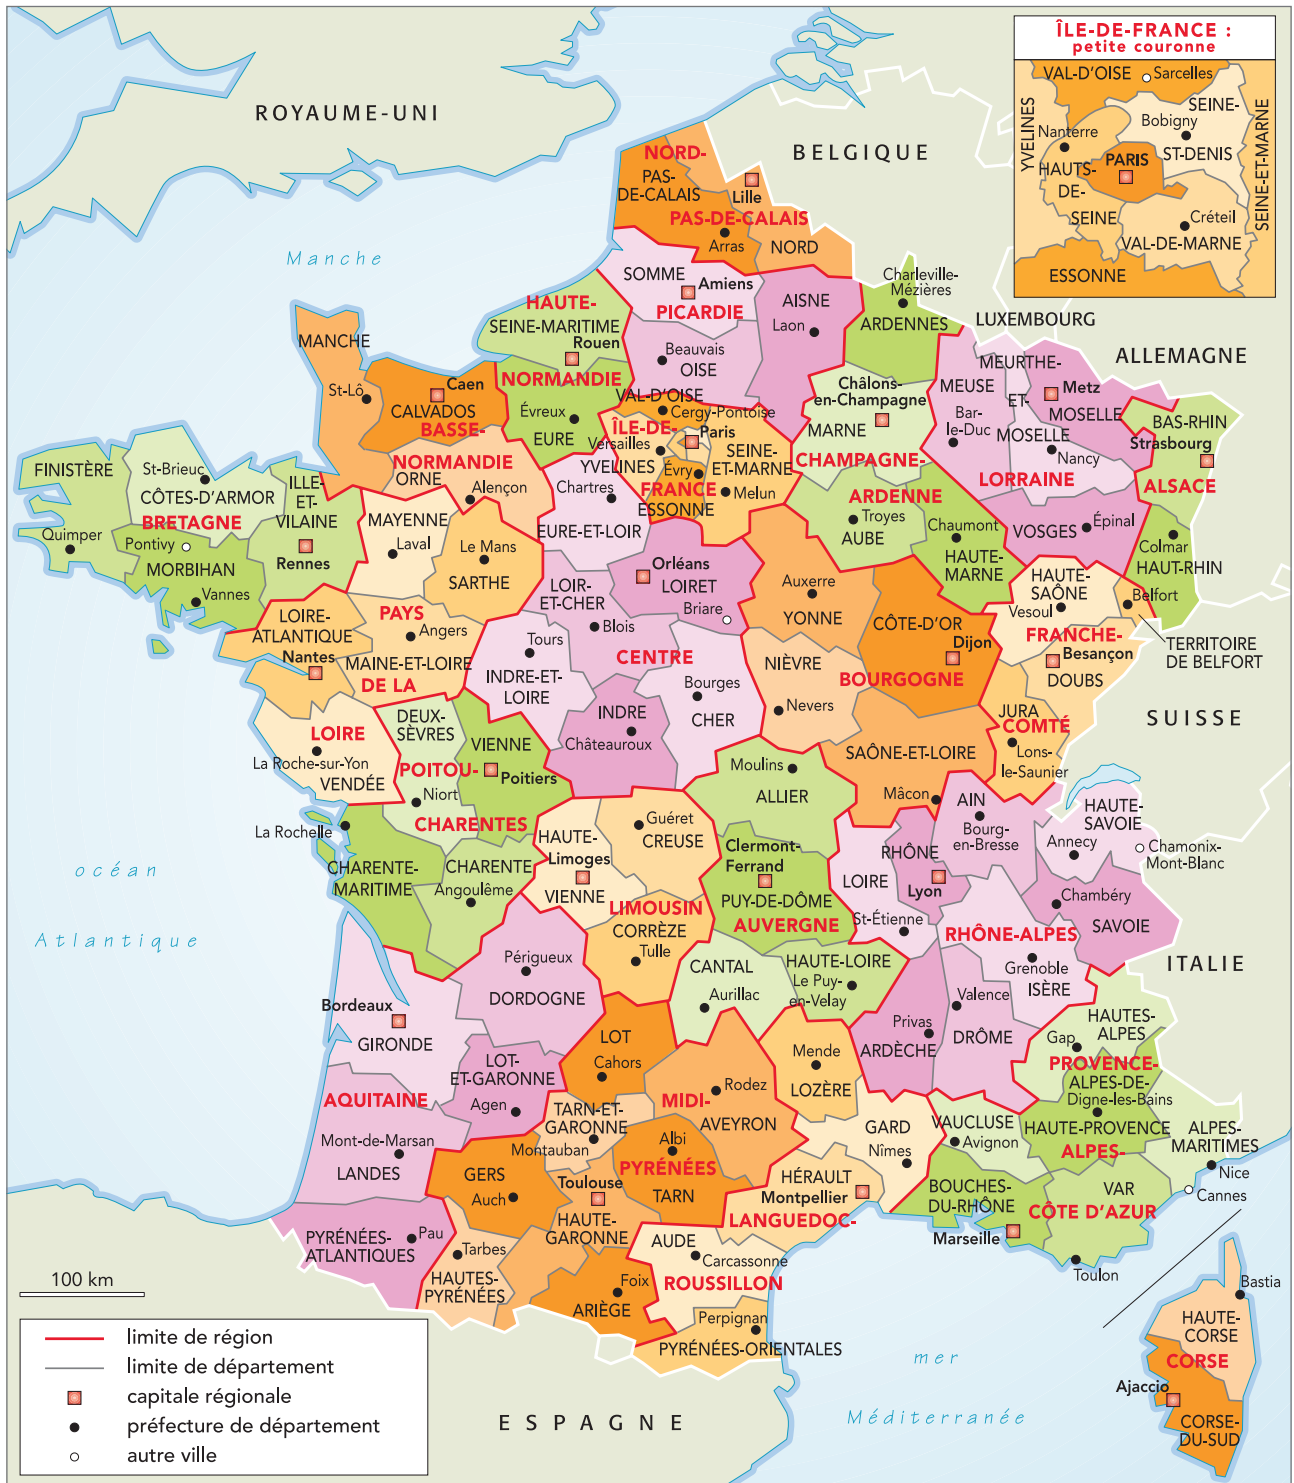 ÎLE-DE-FRANCE :
petite couronne
VAL-D'OISE
Sarcelles
YVELINES
SEINE-
Bobigny
ST-DENIS
Nanterre
PARIS
HAUTS-
DE-
SEINE
Créteil
VAL-DE-MARNE
SEINE-ET-MARNE
ESSONNE
ROYAUME-UNI
BELGIQUE
LUXEMBOURG
ALLEMAGNE
SUISSE
ITALIE
ESPAGNE
Manche
océan
Atlantique
mer
Méditerranée
NORD-
PAS-DE-CALAIS
PAS-
DE-CALAIS
Lille
Arras
NORD
SOMME
Amiens
PICARDIE
AISNE
Laon
Beauvais
OISE
HAUTE-
NORMANDIE
SEINE-MARITIME
Rouen
Évreux
EURE
MANCHE
St-Lô
Caen
CALVADOS
BASSE-
NORMANDIE
ORNE
Alençon
VAL-D'OISE
Cergy-Pontoise
ÎLE-DE-
FRANCE
Paris
Versailles
YVELINES
SEINE-
ET-MARNE
Évry
Melun
ESSONNE
Charleville-
Mézières
ARDENNES
Châlons-
en-Champagne
MARNE
CHAMPAGNE-
ARDENNE
Troyes
AUBE
Chaumont
HAUTE-
MARNE
MEUSE
Bar-
le-Duc
MEURTHE-
ET-
MOSELLE
Nancy
Metz
MOSELLE
LORRAINE
VOSGES
Épinal
BAS-RHIN
Strasbourg
ALSACE
Colmar
HAUT-RHIN
FINISTÈRE
Quimper
St-Brieuc
CÔTES-D'ARMOR
BRETAGNE
Pontivy
MORBIHAN
Vannes
ILLE-
ET-
VILAINE
Rennes
MAYENNE
Laval
Le Mans
SARTHE
LOIRE-
ATLANTIQUE
Nantes
PAYS
DE LA
LOIRE
Angers
MAINE-ET-LOIRE
La Roche-sur-Yon
VENDÉE
Chartres
EURE-ET-LOIR
Orléans
LOIRET
Briare
LOIR-
ET-CHER
Blois
Tours
INDRE-ET-
LOIRE
CENTRE
Bourges
CHER
INDRE
Châteauroux
Auxerre
YONNE
CÔTE-D'OR
Dijon
NIÈVRE
Nevers
BOURGOGNE
SAÔNE-ET-LOIRE
Mâcon
HAUTE-
SAÔNE
Vesoul
Belfort
TERRITOIRE
DE BELFORT
FRANCHE-
COMTÉ
Besançon
DOUBS
JURA
Lons-
le-Saunier
DEUX-
SÈVRES
Niort
VIENNE
Poitiers
POITOU-
CHARENTES
La Rochelle
CHARENTE-
MARITIME
CHARENTE
Angoulême
HAUTE-
VIENNE
Limoges
Guéret
CREUSE
LIMOUSIN
CORRÈZE
Tulle
Moulins
ALLIER
Clermont-
Ferrand
PUY-DE-DÔME
AUVERGNE
CANTAL
Aurillac
HAUTE-LOIRE
Le Puy-
en-Velay
LOIRE
St-Étienne
RHÔNE
Lyon
AIN
Bourg-
en-Bresse
HAUTE-
SAVOIE
Annecy
Chamonix-
Mont-Blanc
Chambéry
SAVOIE
RHÔNE-ALPES
Grenoble
ISÈRE
Valence
DRÔME
Privas
ARDÈCHE
Bordeaux
GIRONDE
Périgueux
DORDOGNE
LOT-
ET-GARONNE
Agen
AQUITAINE
Mont-de-Marsan
LANDES
PYRÉNÉES-
ATLANTIQUES
Pau
LOT
Cahors
TARN-ET-
GARONNE
Montauban
MIDI-
PYRÉNÉES
Rodez
AVEYRON
Albi
TARN
GERS
Auch
Toulouse
HAUTE-
GARONNE
Tarbes
HAUTES-
PYRÉNÉES
Foix
ARIÈGE
Mende
LOZÈRE
GARD
Nîmes
HÉRAULT
Montpellier
LANGUEDOC-
ROUSSILLON
AUDE
Carcassonne
Perpignan
PYRÉNÉES-ORIENTALES
HAUTES-
ALPES
Gap
PROVENCE-
ALPES-
CÔTE D'AZUR
ALPES-DE-
Digne-les-Bains
HAUTE-PROVENCE
VAUCLUSE
Avignon
ALPES-
MARITIMES
Nice
Cannes
BOUCHES-
DU-RHÔNE
Marseille
VAR
Toulon
Bastia
HAUTE-
CORSE
CORSE
Ajaccio
CORSE-
DU-SUD
100 km
limite de région
limite de département
capitale régionale
préfecture de département
autre ville